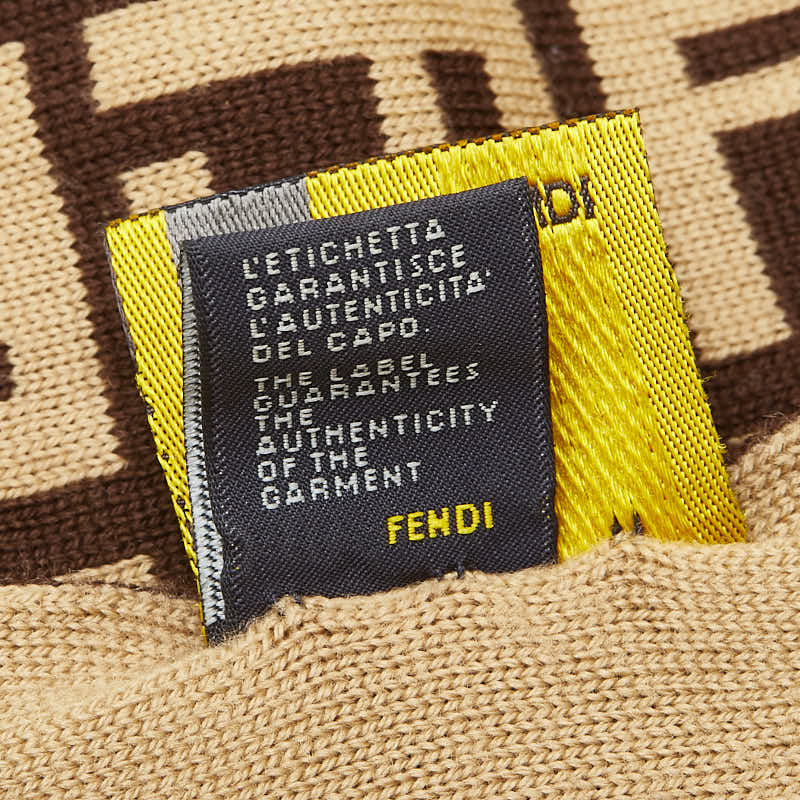 L'ETICHETTA
GARANTISCE
L'AUTENTICITA'
DEL CAPO.
THE LABEL
GUARANTEES
THE
AUTHENTICITY
OF THE
GARMENT
FENDI